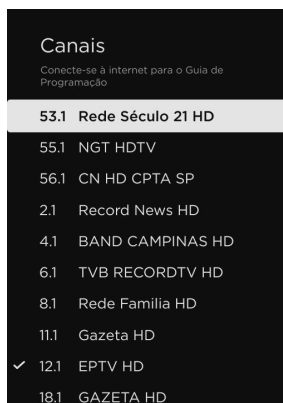 Canais
Conecte-se à internet para o Guia de
Programação
53.1 Rede Século 21 HD
55.1 NGT HDTV
56.1 CN HD CPTA SP
2.1 Record News HD
4.1 BAND CAMPINAS HD
6.1 TVB RECORDTV HD
8.1 Rede Familia HD
11.1 Gazeta HD
12.1 EPTV HD
18.1 GAZETA HD